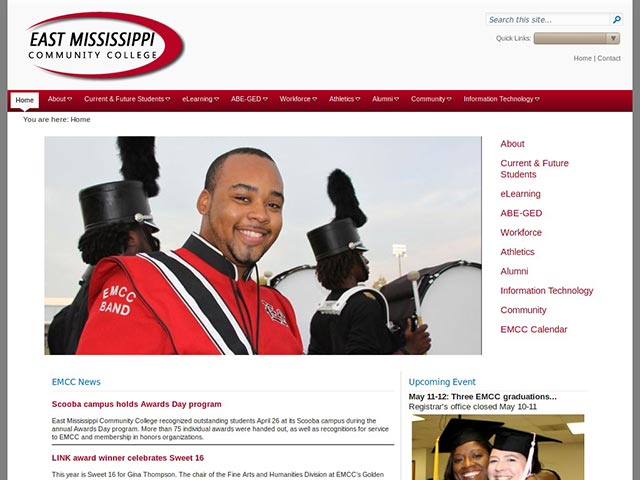 EAST MISSISSIPPI
COMMUNITY COLLEGE
Search this site...
Quick Links:
Home | Contact
Home About Current & Future Students eLearning ABE-GED Workforce Athletics Alumni Community Information Technology
You are here: Home
EMCC
BAND
About
Current & Future
Students
eLearning
ABE-GED
Workforce
Athletics
Alumni
Information Technology
Community
EMCC Calendar
EMCC News
Scooba campus holds Awards Day program
East Mississippi Community College recognized outstanding students April 26 at its Scooba campus during the
annual Awards Day program. More than 75 individual awards were handed out, as well as recognitions for service
to EMCC and membership in honors organizations.
LINK award winner celebrates Sweet 16
This year is Sweet 16 for Gina Thompson. The chair of the Fine Arts and Humanities Division at EMCC's Golden
Upcoming Event
May 11-12: Three EMCC graduations...
Registrar's office closed May 10-11